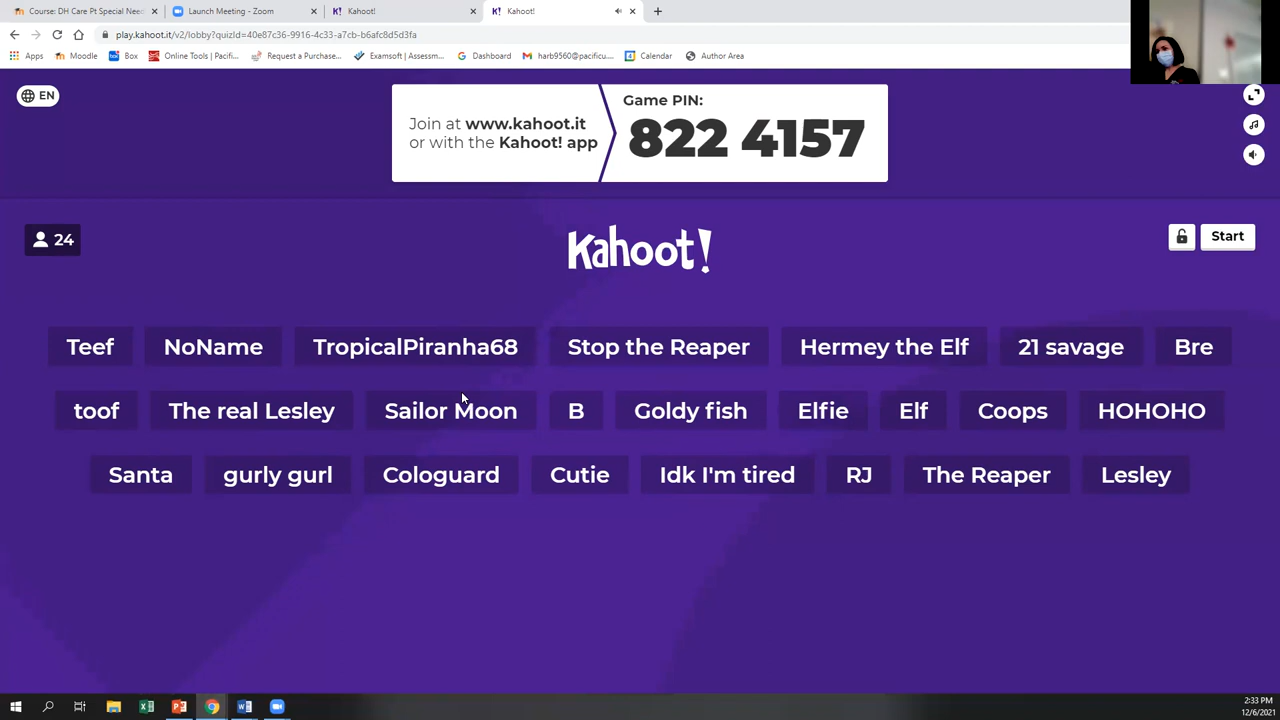 Course: DH Care Pt Special Need
Launch Meeting - Zoom
Kahoot!
Kahoot!
play.kahoot.it/v2/lobby?quizId=40e87c36-9916-4c33-a7cb-b6afc8d5d3fa
Apps
Moodle
Box
Online Tools | Pacifi...
Request a Purchase...
Examsoft | Assessm...
Dashboard
harb9560@pacificu...
Calendar
Author Area
EN
Join at www.kahoot.it
or with the Kahoot! app
Game PIN:
822 4157
24
Kahoot!
Start
Teef NoName TropicalPiranha68 Stop the Reaper Hermey the Elf 21 savage Bre
toof The real Lesley Sailor Moon B Goldy fish Elfie Elf Coops HOHOHO
Santa gurly gurl Cologuard Cutie Idk I'm tired RJ The Reaper Lesley
2:33 PM
12/6/2021